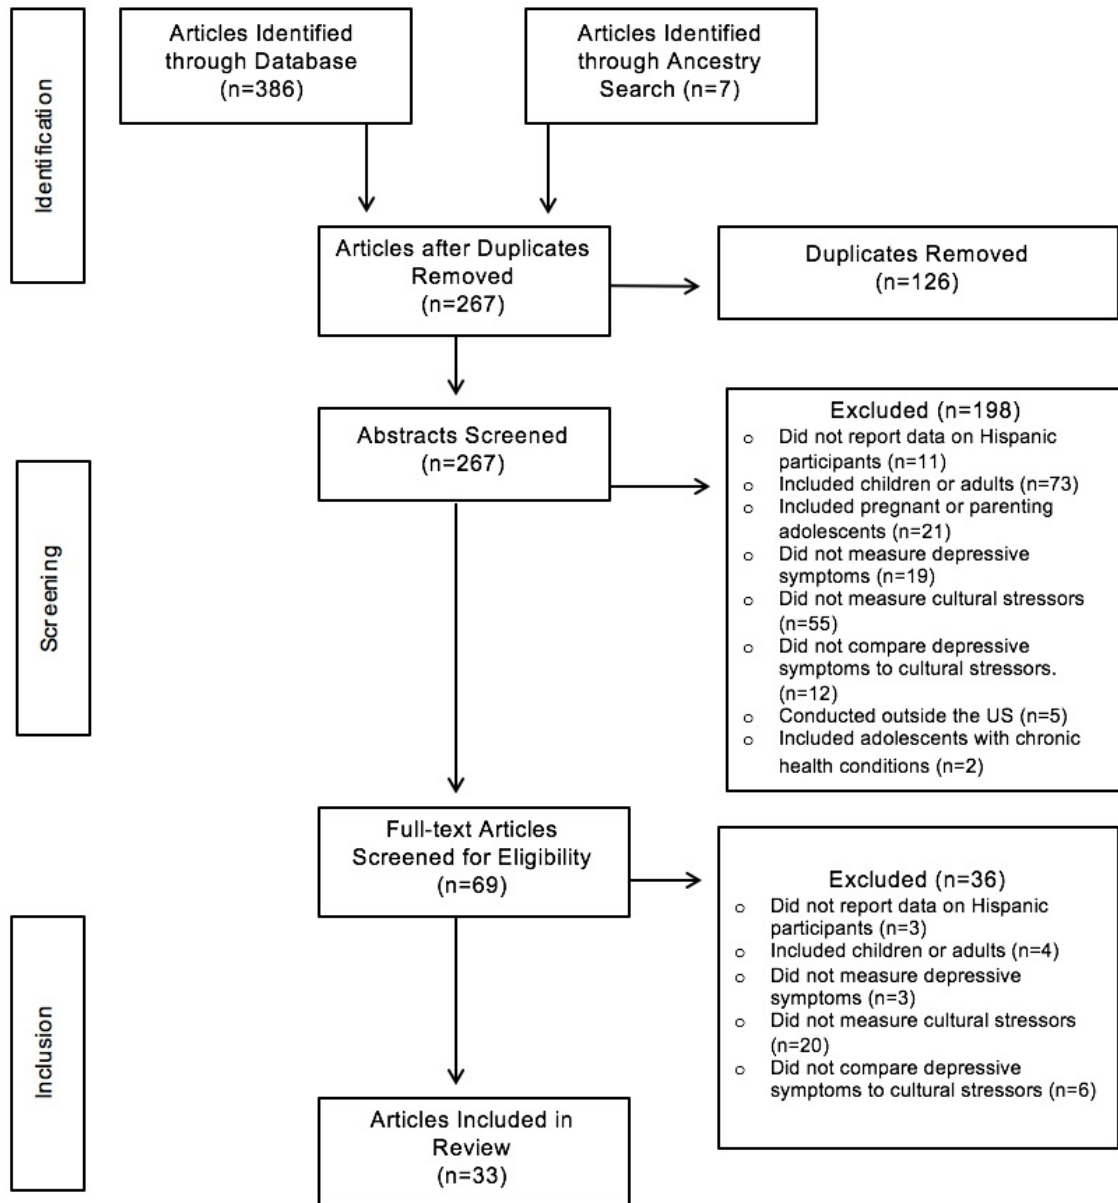 Identification
Articles Identified
through Database
(n=386)
Articles Identified
through Ancestry
Search (n=7)
Articles after Duplicates
Removed
(n=267)
Duplicates Removed
(n=126)
Screening
Abstracts Screened
(n=267)
Excluded (n=198)
o Did not report data on Hispanic
participants (n=11)
o Included children or adults (n=73)
o Included pregnant or parenting
adolescents (n=21)
o Did not measure depressive
symptoms (n=19)
o Did not measure cultural stressors
(n=55)
o Did not compare depressive
symptoms to cultural stressors.
(n=12)
o Conducted outside the US (n=5)
o Included adolescents with chronic
health conditions (n=2)
Full-text Articles
Screened for Eligibility
(n=69)
Excluded (n=36)
o Did not report data on Hispanic
participants (n=3)
o Included children or adults (n=4)
o Did not measure depressive
symptoms (n=3)
o Did not measure cultural stressors
(n=20)
o Did not compare depressive
symptoms to cultural stressors (n=6)
Inclusion
Articles Included in
Review
(n=33)